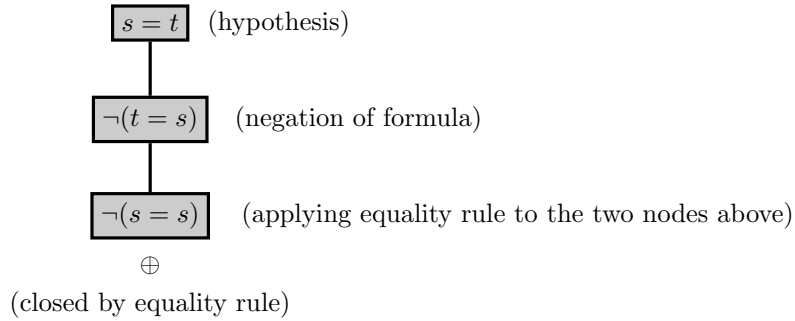 s = t (hypothesis)
¬(t = s) (negation of formula)
¬(s = s) (applying equality rule to the two nodes above)
⊕
(closed by equality rule)